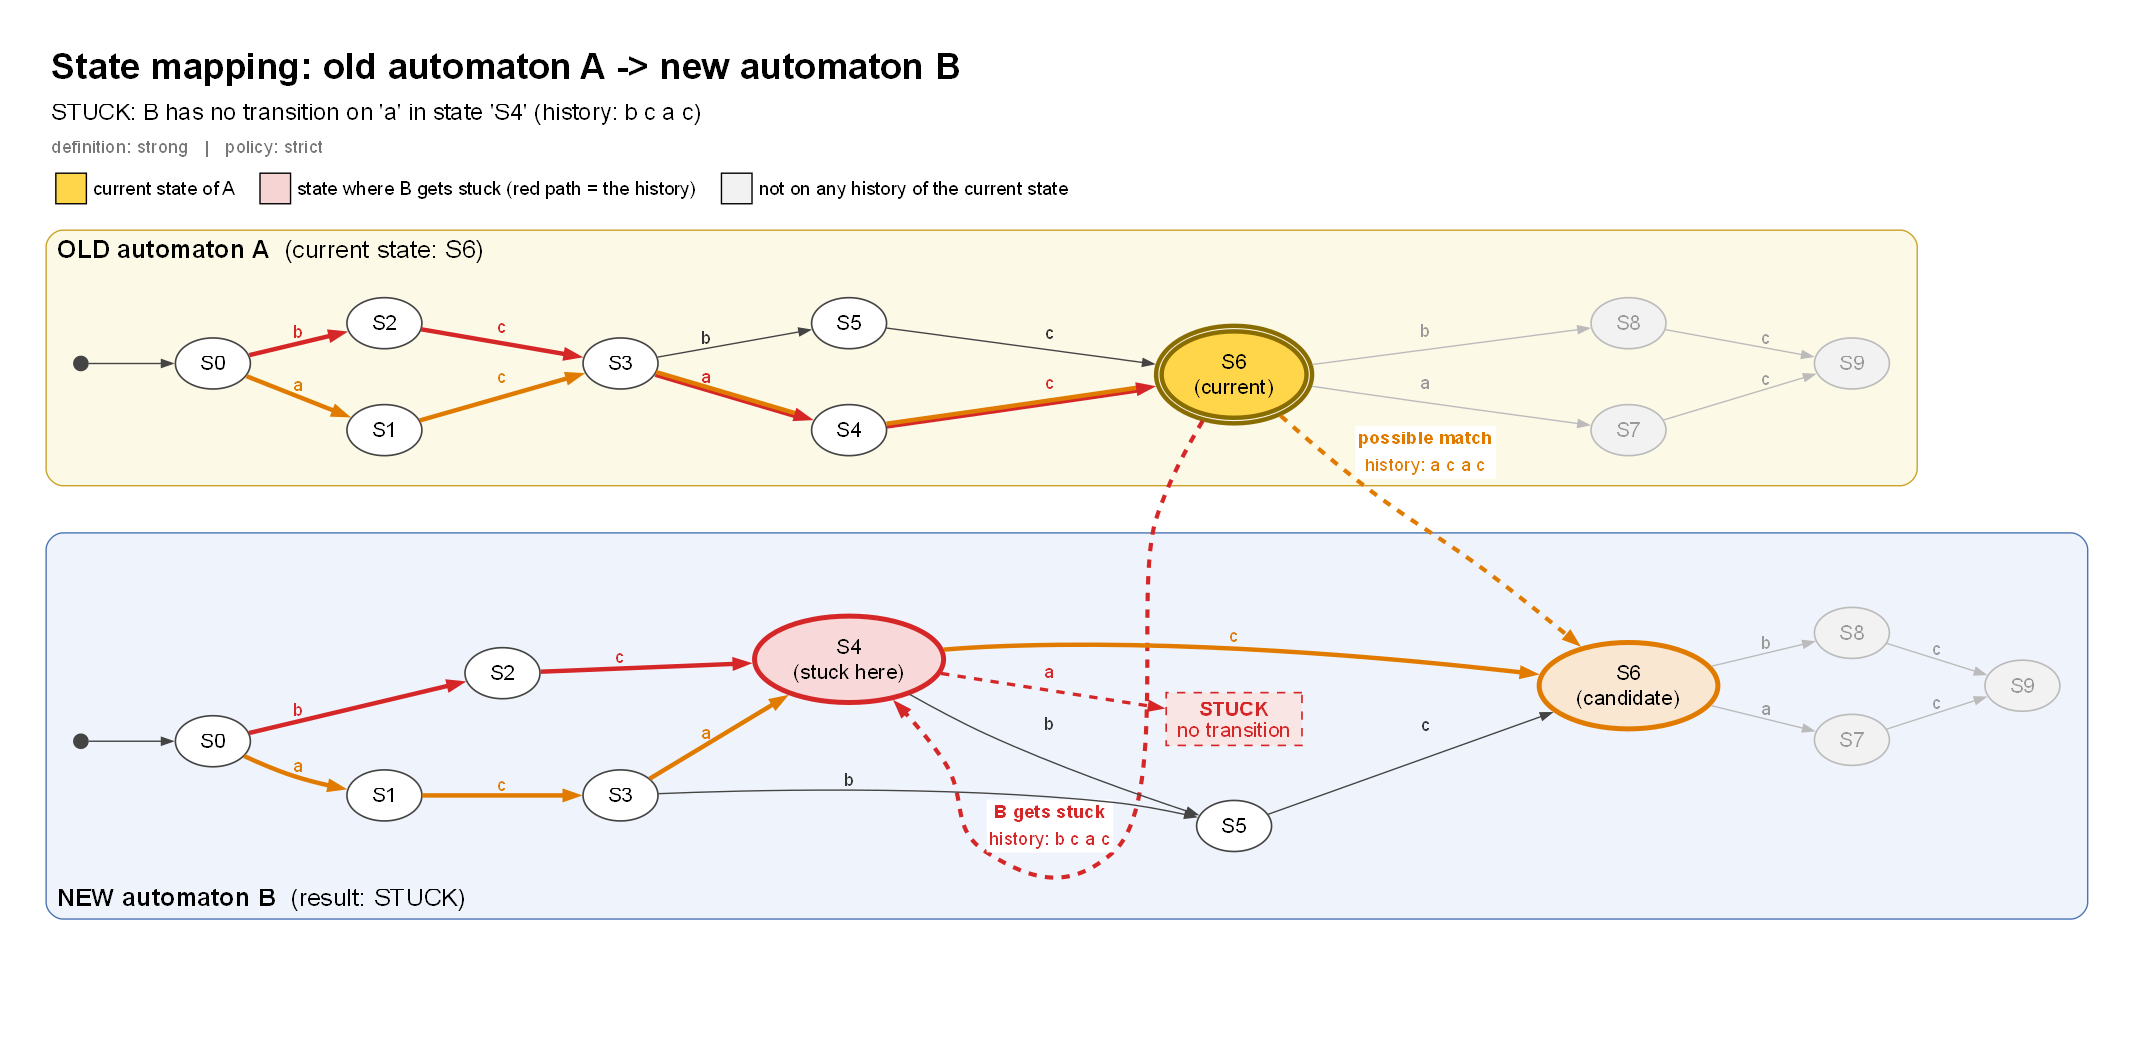 State mapping: old automaton A -> new automaton B
STUCK: B has no transition on 'a' in state 'S4' (history: b c a c)
definition: strong | policy: strict
current state of A
state where B gets stuck (red path = the history)
not on any history of the current state
OLD automaton A (current state: S6)
S0
b
a
S2
S1
c
c
S3
b
a
S5
S4
c
c
S6
(current)
b
a
S8
S7
c
c
S9
possible match
history: a c a c
S0
b
a
S2
S1
c
c
S3
a
b
S4
(stuck here)
c
a
b
STUCK
no transition
B gets stuck
history: b c a c
S5
c
S6
(candidate)
b
a
S8
S7
c
c
S9
NEW automaton B (result: STUCK)